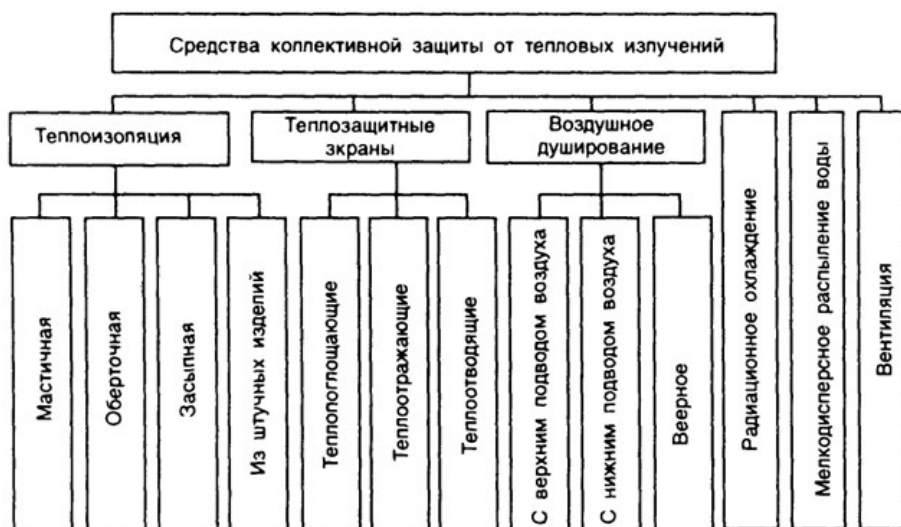 Средства коллективной защиты от тепловых излучений
Теплоизоляция
Теплозащитные
зкраны
Воздушное
душирование
Мастичная
Оберточная
Засыпная
Из штучных изделий
Теплопоглощающие
Теплоотражающие
Теплоотводящие
С верхним подводом воздуха
С нижним подводом воздуха
Веерное
Радиационное охлаждение
Мелкодисперсное распыление воды
Вентиляция